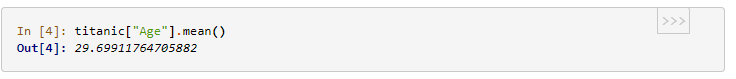 >>>
In [4]: titanic["Age"].mean()
Out[4]: 29.69911764705882